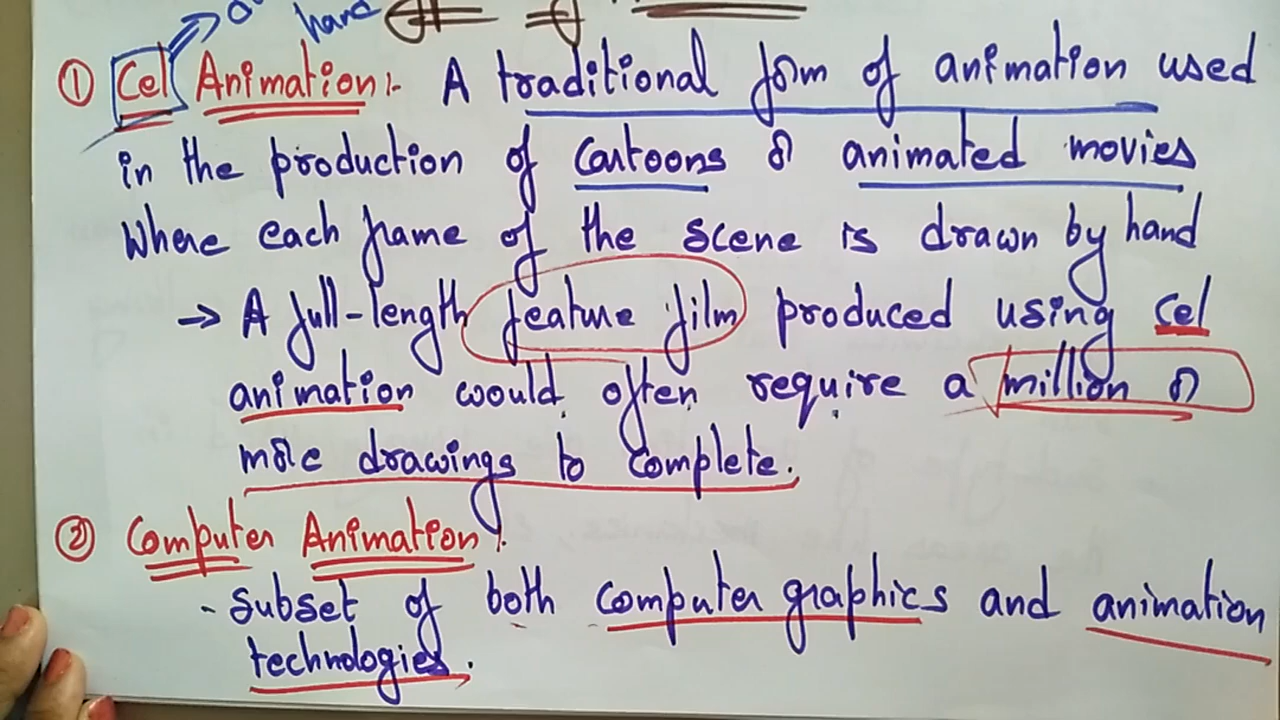 hand
① Cel Animation:- A traditional form of animation used
in the production of Cartoons or animated movies
Where each frame of the scene is drawn by hand
→ A full-length feature film produced using Cel
animation would often require a million or
more drawings to complete.
② Computer Animation:
- Subset of both computer graphics and animation
technologies.